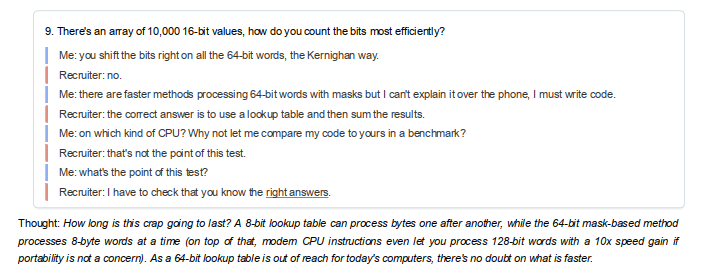 9. There's an array of 10,000 16-bit values, how do you count the bits most efficiently?
Me: you shift the bits right on all the 64-bit words, the Kernighan way.
Recruiter: no.
Me: there are faster methods processing 64-bit words with masks but I can't explain it over the phone, I must write code.
Recruiter: the correct answer is to use a lookup table and then sum the results.
Me: on which kind of CPU? Why not let me compare my code to yours in a benchmark?
Recruiter: that's not the point of this test.
Me: what's the point of this test?
Recruiter: I have to check that you know the right answers.
Thought: How long is this crap going to last? A 8-bit lookup table can process bytes one after another, while the 64-bit mask-based method
processes 8-byte words at a time (on top of that, modern CPU instructions even let you process 128-bit words with a 10x speed gain if
portability is not a concern). As a 64-bit lookup table is out of reach for today's computers, there's no doubt on what is faster.